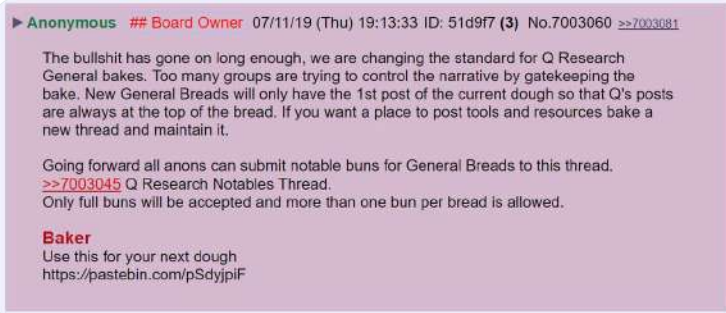 ▶ Anonymous ## Board Owner 07/11/19 (Thu) 19:13:33 ID: 51d9f7 (3) No.7003060 >>7003081
The bullshit has gone on long enough, we are changing the standard for Q Research
General bakes. Too many groups are trying to control the narrative by gatekeeping the
bake. New General Breads will only have the 1st post of the current dough so that Q's posts
are always at the top of the bread. If you want a place to post tools and resources bake a
new thread and maintain it.
Going forward all anons can submit notable buns for General Breads to this thread.
>>7003045 Q Research Notables Thread.
Only full buns will be accepted and more than one bun per bread is allowed.
Baker
Use this for your next dough
https://pastebin.com/pSdyjpiF